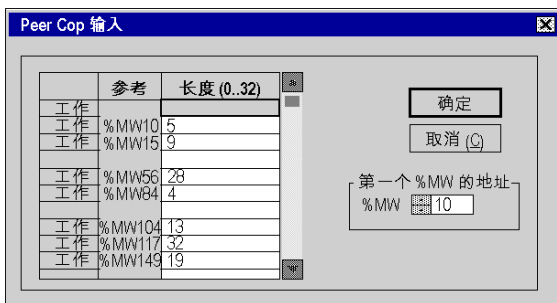 Peer Cop 输入
参考 长度 (0..32)
工作
工作 %MW10 5
工作 %MW15 9
工作 %MW56 28
工作 %MW84 4
工作 %MW104 13
工作 %MW117 32
工作 %MW149 19
确定
取消 (C)
第一个 %MW 的地址
%MW 10